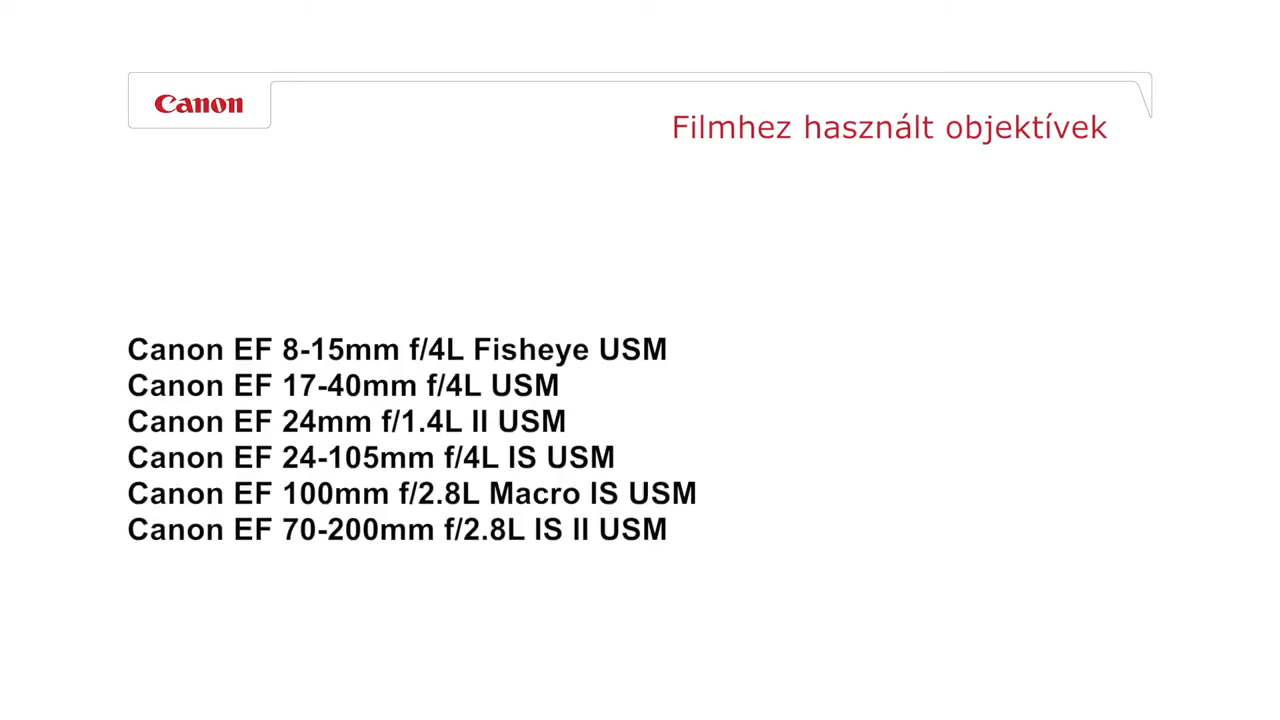 Canon
Filmhez használt objektívek
Canon EF 8-15mm f/4L Fisheye USM
Canon EF 17-40mm f/4L USM
Canon EF 24mm f/1.4L II USM
Canon EF 24-105mm f/4L IS USM
Canon EF 100mm f/2.8L Macro IS USM
Canon EF 70-200mm f/2.8L IS II USM